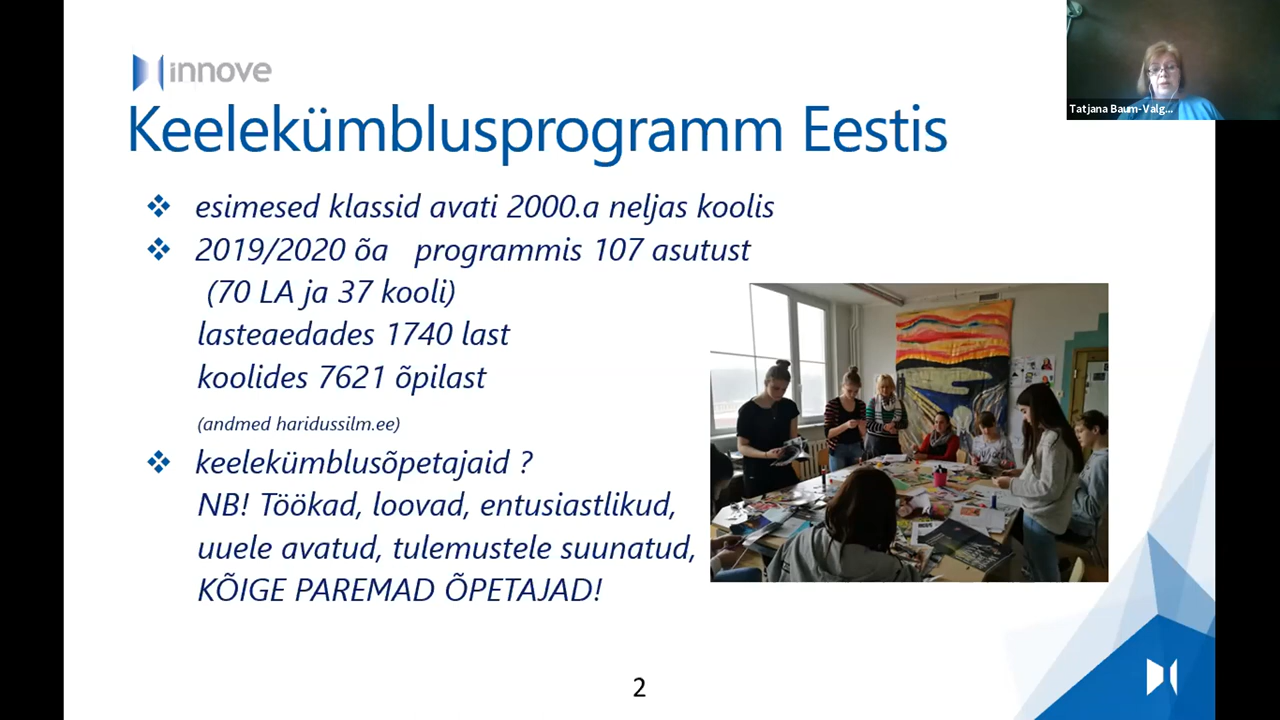 innove
Tatjana Baum-Valg...
Keelekümblusprogramm Eestis
esimesed klassid avati 2000.a neljas koolis
2019/2020 õa programmis 107 asutust
(70 LA ja 37 kooli)
lasteaedades 1740 last
koolides 7621 õpilast
(andmed haridussilm.ee)
keelekümblusõpetajaid ?
NB! Töökad, loovad, entusiastlikud,
uuele avatud, tulemustele suunatud,
KÕIGE PAREMAD ÕPETAJAD!
2